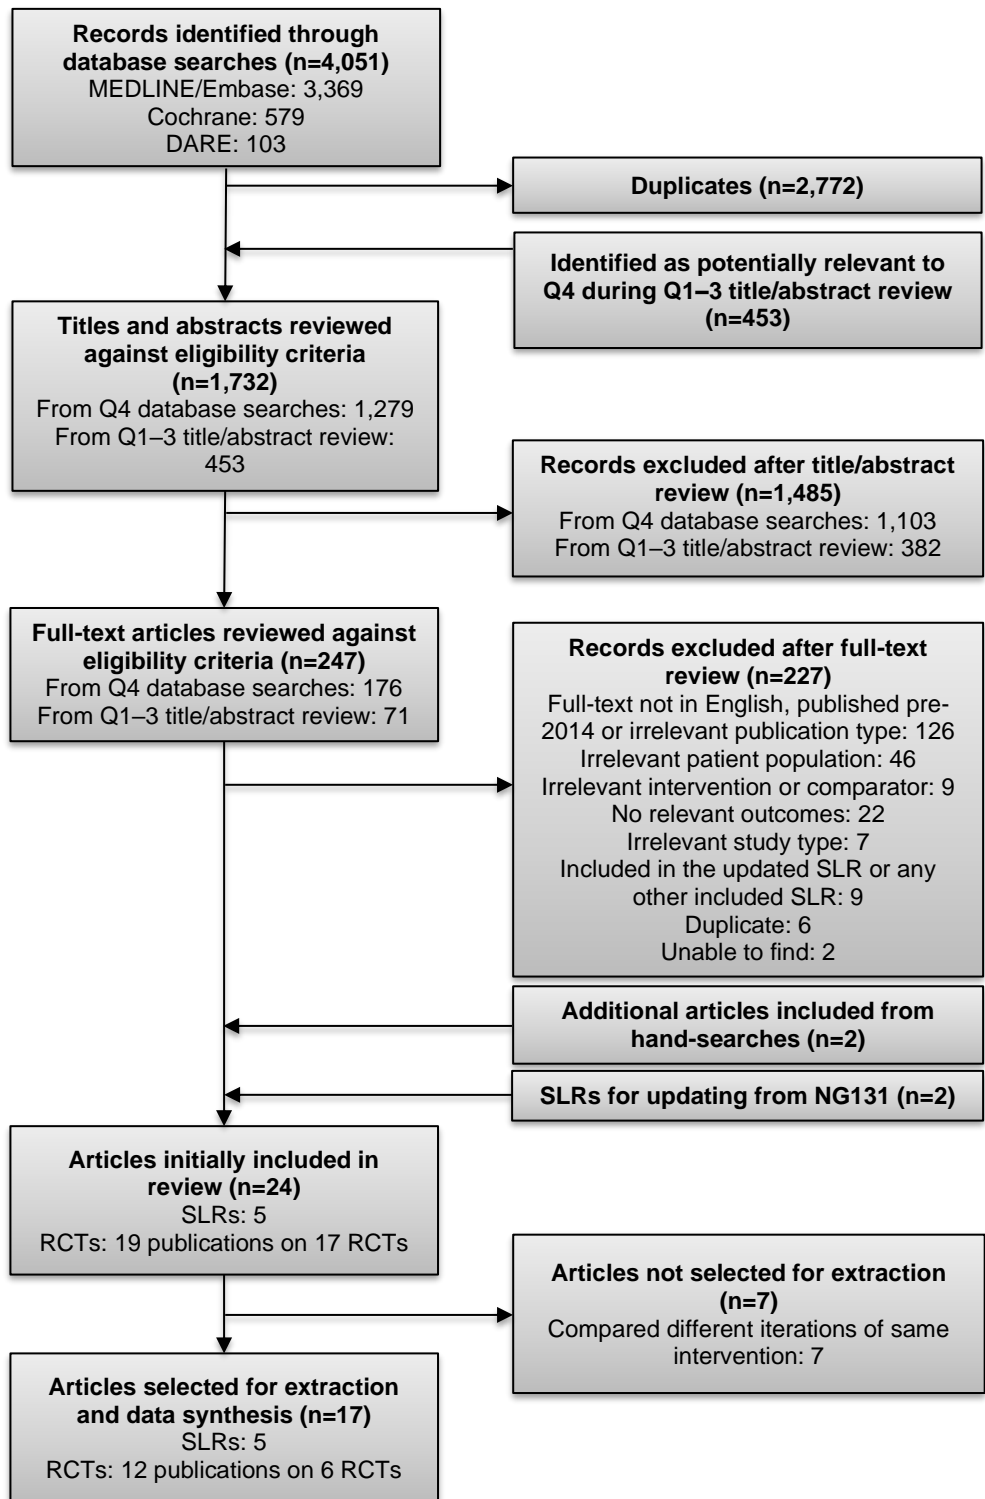 Records identified through
database searches (n=4,051)
MEDLINE/Embase: 3,369
Cochrane: 579
DARE: 103
Duplicates (n=2,772)
Identified as potentially relevant to
Q4 during Q1–3 title/abstract review
(n=453)
Titles and abstracts reviewed
against eligibility criteria
(n=1,732)
From Q4 database searches: 1,279
From Q1–3 title/abstract review:
453
Records excluded after title/abstract
review (n=1,485)
From Q4 database searches: 1,103
From Q1–3 title/abstract review: 382
Full-text articles reviewed against
eligibility criteria (n=247)
From Q4 database searches: 176
From Q1–3 title/abstract review: 71
Records excluded after full-text
review (n=227)
Full-text not in English, published pre-
2014 or irrelevant publication type: 126
Irrelevant patient population: 46
Irrelevant intervention or comparator: 9
No relevant outcomes: 22
Irrelevant study type: 7
Included in the updated SLR or any
other included SLR: 9
Duplicate: 6
Unable to find: 2
Additional articles included from
hand-searches (n=2)
SLRs for updating from NG131 (n=2)
Articles initially included in
review (n=24)
SLRs: 5
RCTs: 19 publications on 17 RCTs
Articles not selected for extraction
(n=7)
Compared different iterations of same
intervention: 7
Articles selected for extraction
and data synthesis (n=17)
SLRs: 5
RCTs: 12 publications on 6 RCTs